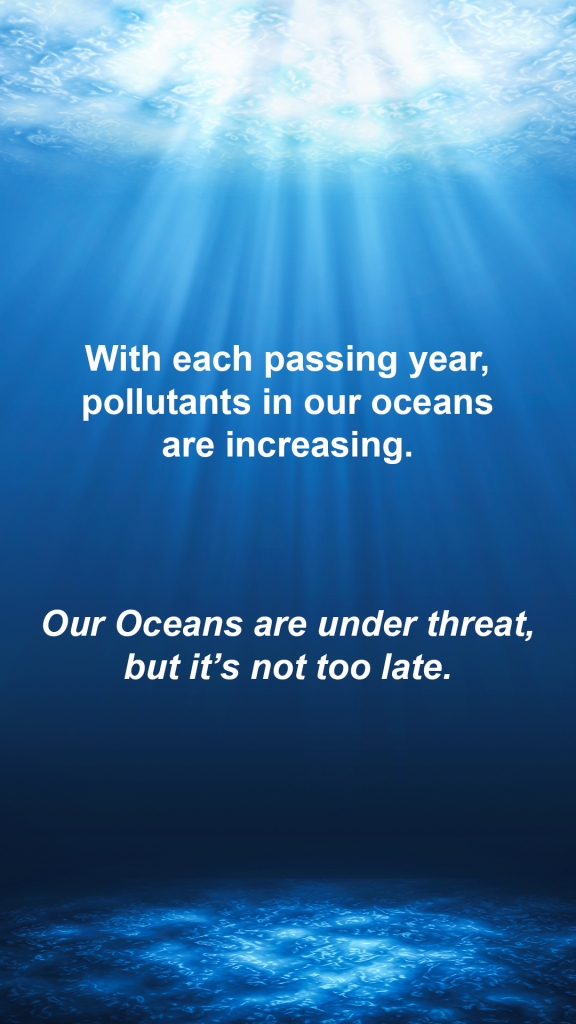 With each passing year,
pollutants in our oceans
are increasing.
Our Oceans are under threat,
but it’s not too late.